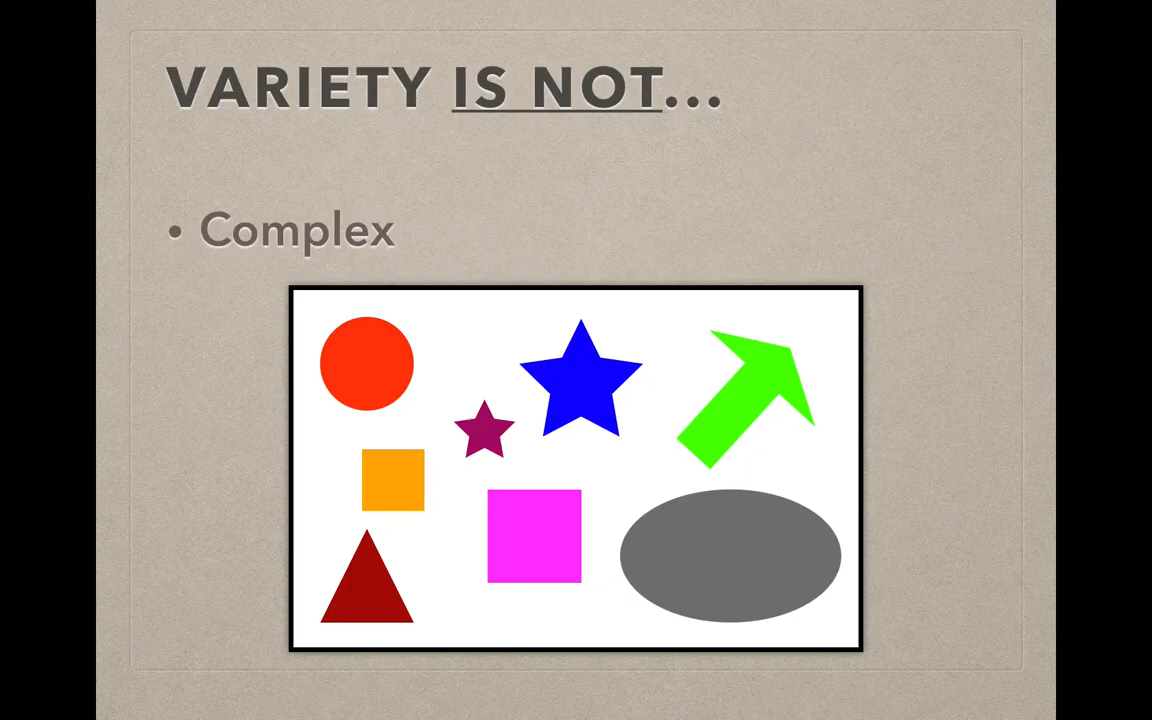 VARIETY IS NOT...
• Complex